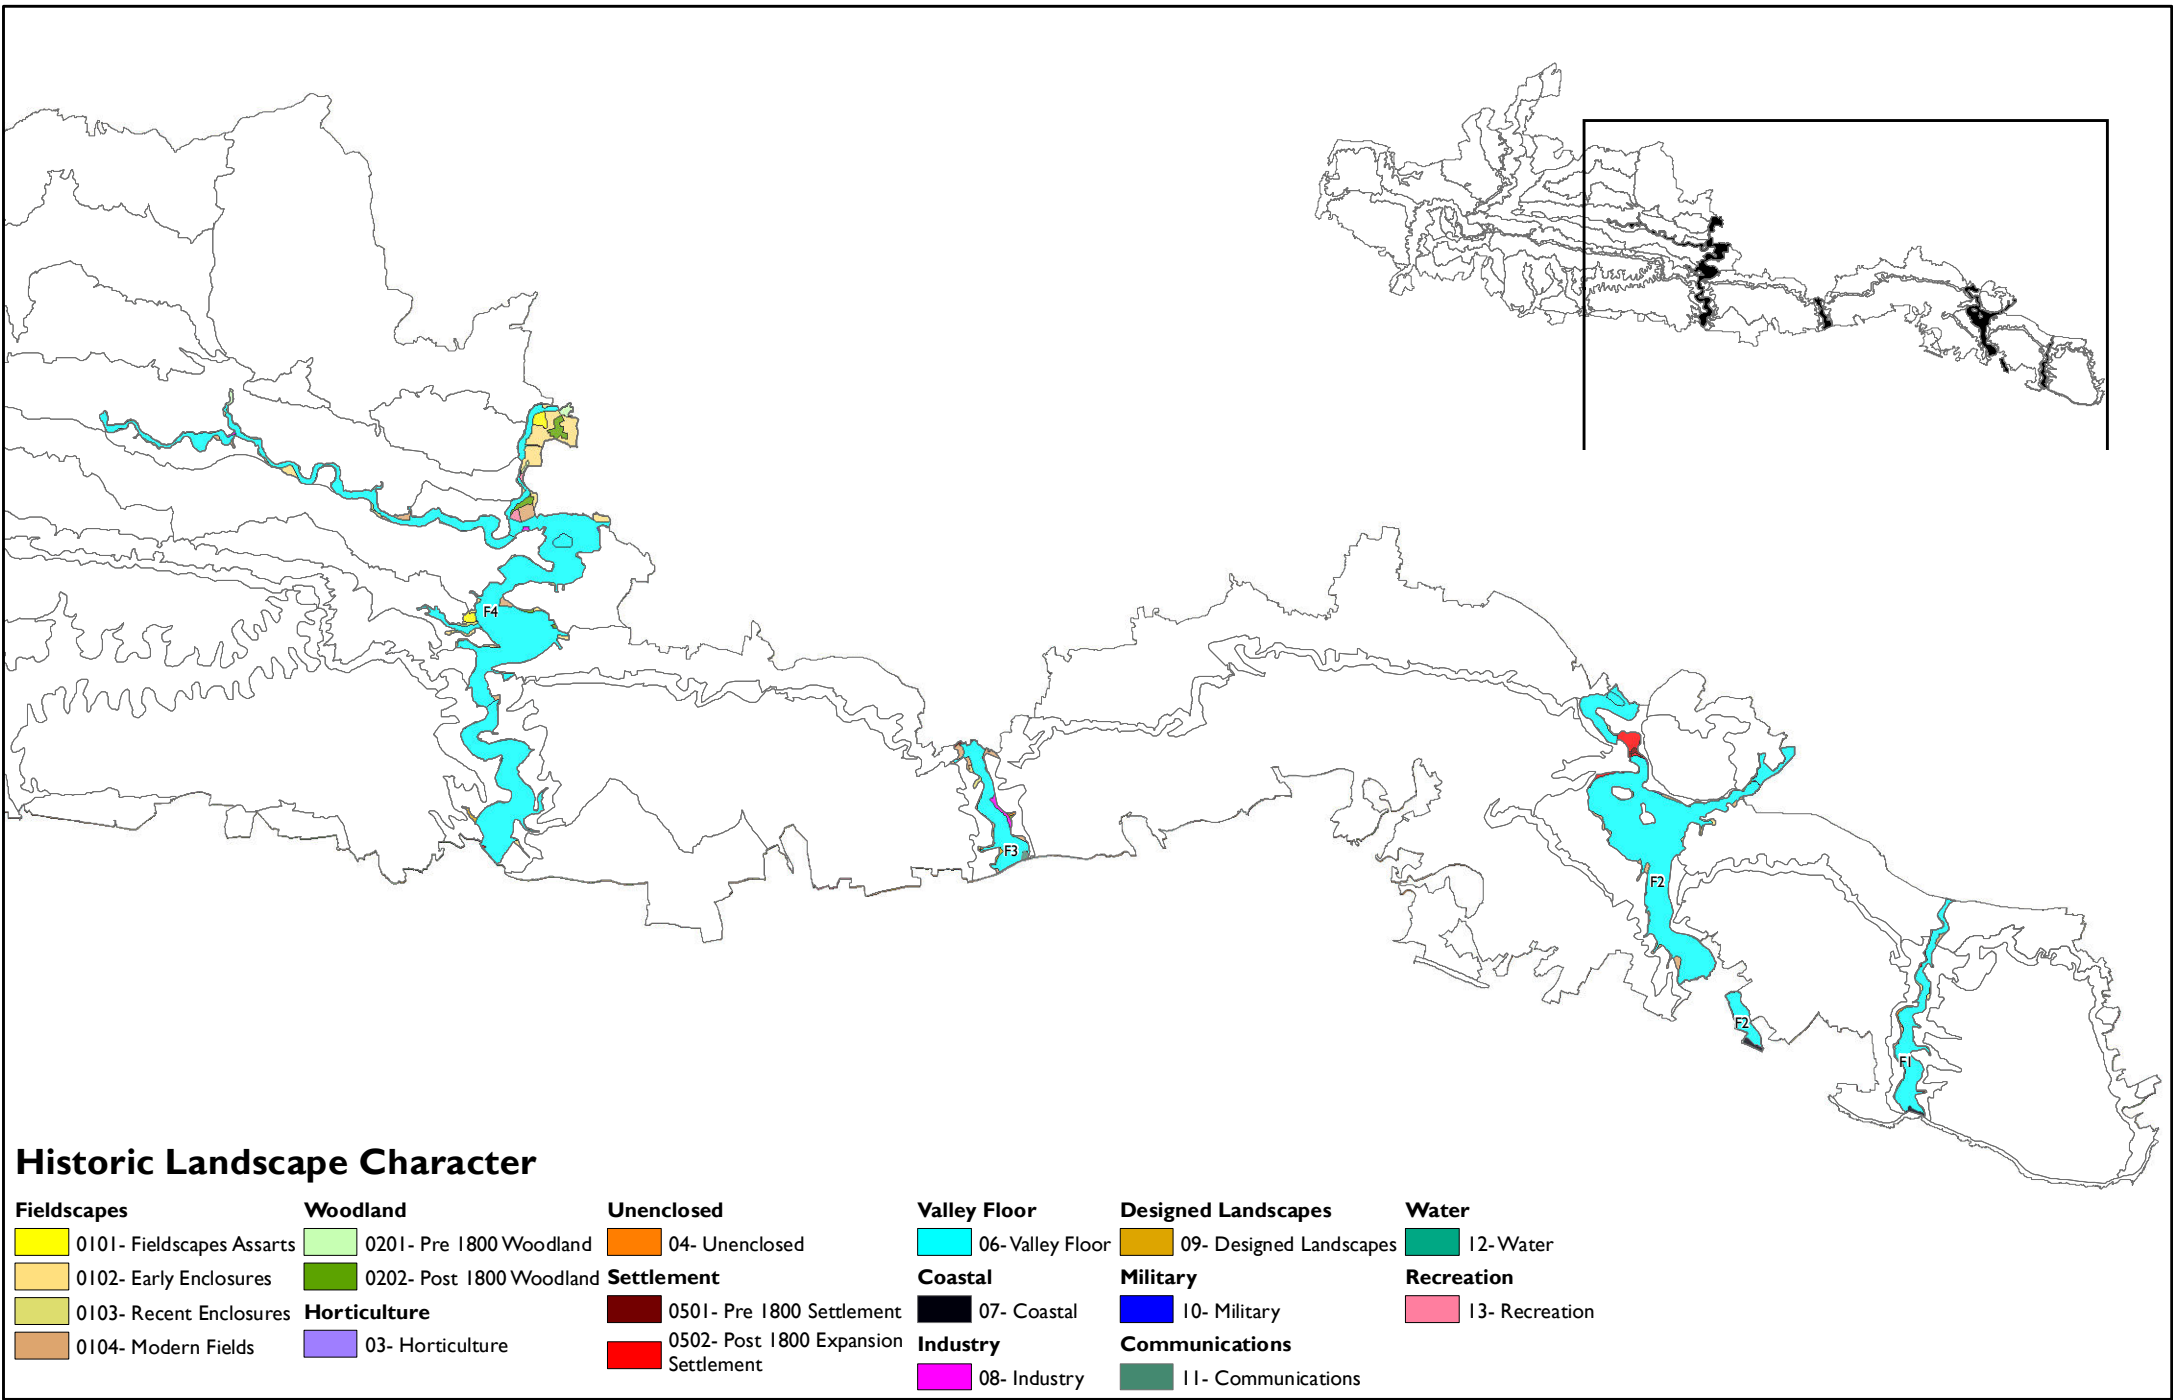 F4
F3
F2
F2
F1
Historic Landscape Character
Fieldscapes
0101- Fieldscapes Assarts
0102- Early Enclosures
0103- Recent Enclosures
0104- Modern Fields
Woodland
0201- Pre 1800 Woodland
0202- Post 1800 Woodland
Horticulture
03- Horticulture
Unenclosed
04- Unenclosed
Settlement
0501- Pre 1800 Settlement
0502- Post 1800 Expansion
Settlement
Valley Floor
06- Valley Floor
Coastal
07- Coastal
Industry
08- Industry
Designed Landscapes
09- Designed Landscapes
Military
10- Military
Communications
11- Communications
Water
12- Water
Recreation
13- Recreation